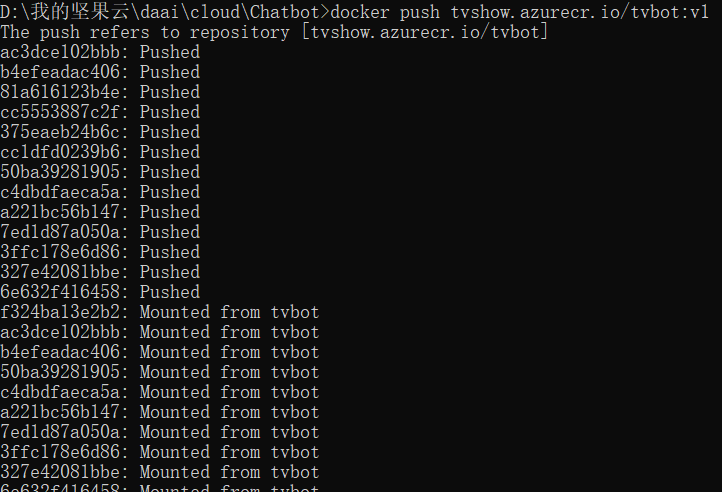 D:\我的坚果云\daai\cloud\Chatbot>docker push tvshow.azurecr.io/tvbot:v1
The push refers to repository [tvshow.azurecr.io/tvbot]
ac3dce102bbb: Pushed
b4efeadac406: Pushed
81a616123b4e: Pushed
cc5553887c2f: Pushed
375eaeb24b6c: Pushed
cc1dfd0239b6: Pushed
50ba39281905: Pushed
c4dbdfaeca5a: Pushed
a221bc56b147: Pushed
7ed1d87a050a: Pushed
3ffc178e6d86: Pushed
327e42081bbe: Pushed
6e632f416458: Pushed
f324ba13e2b2: Mounted from tvbot
ac3dce102bbb: Mounted from tvbot
b4efeadac406: Mounted from tvbot
50ba39281905: Mounted from tvbot
c4dbdfaeca5a: Mounted from tvbot
a221bc56b147: Mounted from tvbot
7ed1d87a050a: Mounted from tvbot
3ffc178e6d86: Mounted from tvbot
327e42081bbe: Mounted from tvbot
6e632f416458: Mounted from tvbot